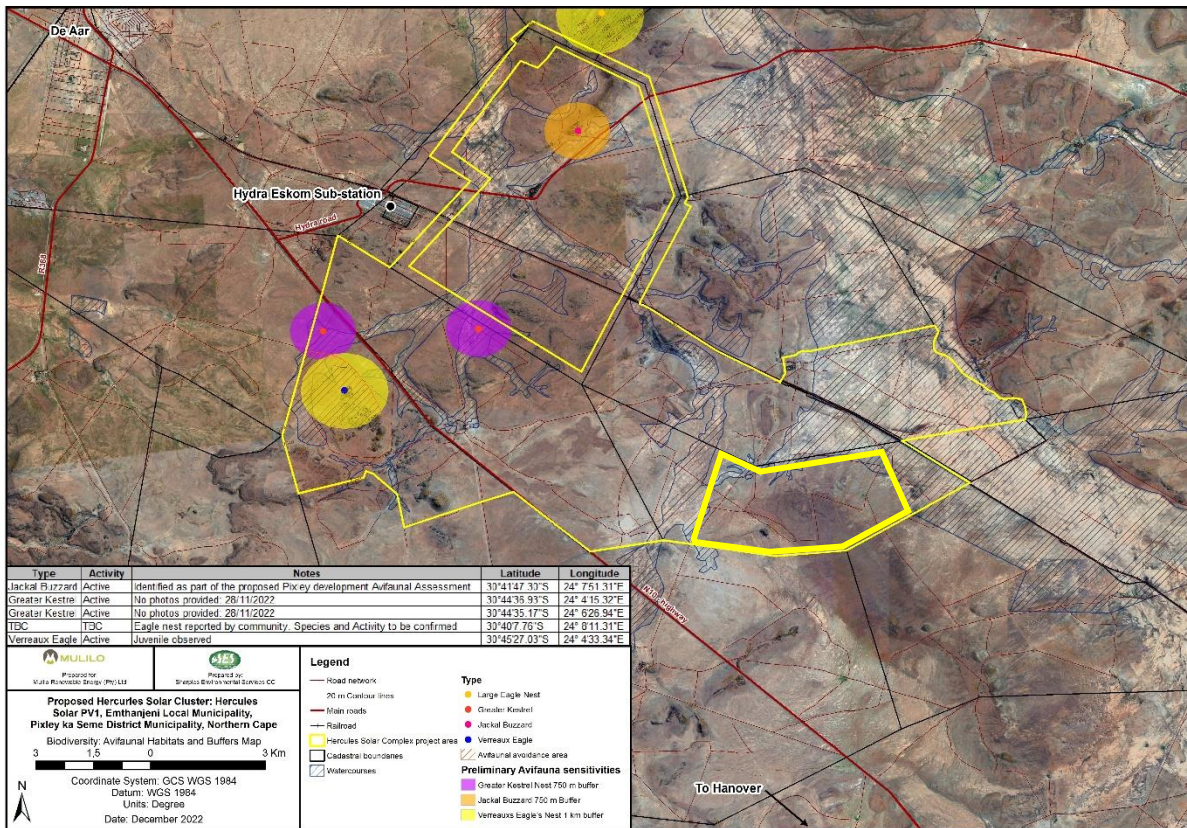 De Aar
Hydra Eskom Sub-station
Hydra road
N10 -highway
To Hanover
Type Activity Notes Latitude Longitude
Jackal Buzzard Active Identified as part of the proposed Pixley development Avifaunal Assessment 30°41'47.30"S 24° 7'51.31"E
Greater Kestrel Active No photos provided: 28/11/2022 30°44'36.93"S 24° 4'15.32"E
Greater Kestrel Active No photos provided: 28/11/2022 30°44'35.17"S 24° 6'26.94"E
TBC TBC Eagle nest reported by community. Species and Activity to be confirmed 30°40'7.76"S 24° 8'11.31"E
Verreaux Eagle Active Juvenile observed 30°45'27.03"S 24° 4'33.34"E
MULILO
Prepared for
Mulilo Renewable Energy (Pty) Ltd
SES
Prepared by:
Sharples Environmental Services CC
Proposed Hercurles Solar Cluster: Hercules
Solar PV1, Emthanjeni Local Municipality,
Pixley ka Seme District Municipality, Northern Cape
Biodiversity: Avifaunal Habitats and Buffers Map
3 1,5 0 3 Km
N
Coordinate System: GCS WGS 1984
Datum: WGS 1984
Units: Degree
Date: December 2022
Legend
Road network
20 m Contour lines
Main roads
Railroad
Hercules Solar Complex project area
Cadastral boundaries
Watercourses
Type
Large Eagle Nest
Greater Kestrel
Jackal Buzzard
Verreux Eagle
Avifaunal avoidance area
Preliminary Avifauna sensitivities
Greater Kestrel Nest 750 m buffer
Jackal Buzzard 750 m Buffer
Verreauxs Eagle's Nest 1 km buffer